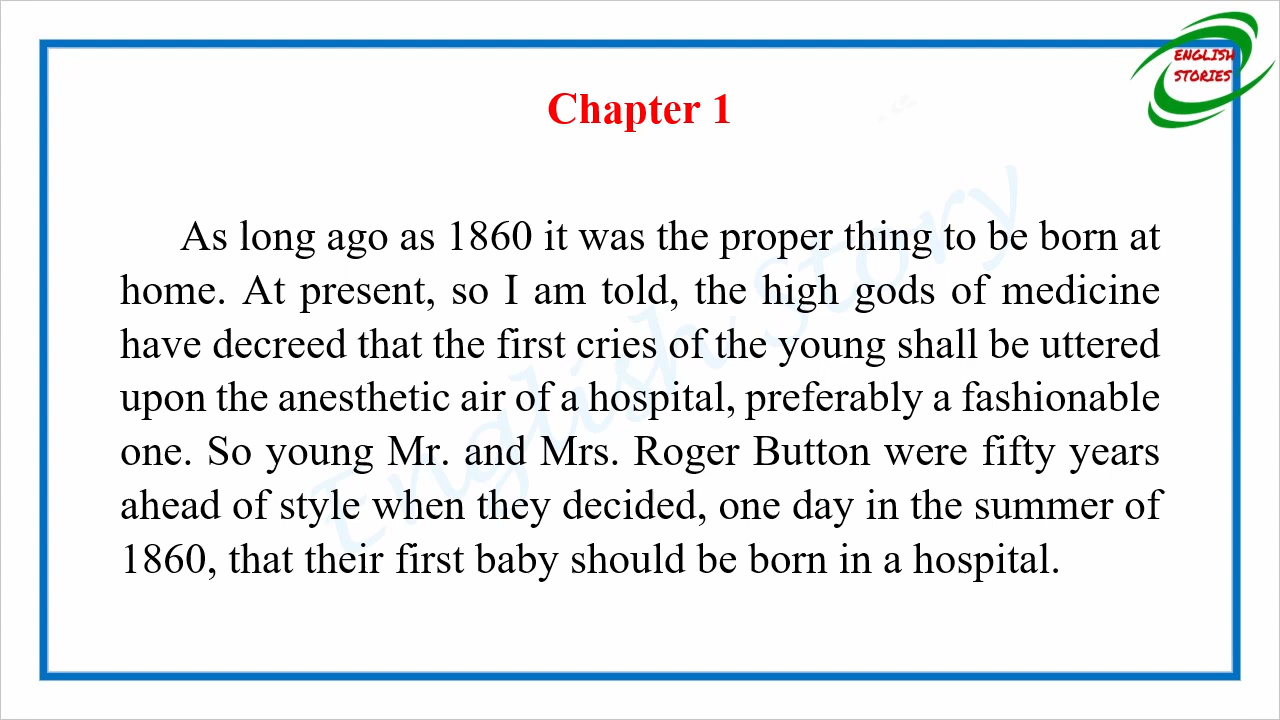 ENGLISH
STORIES
Chapter 1
As long ago as 1860 it was the proper thing to be born at
home. At present, so I am told, the high gods of medicine
have decreed that the first cries of the young shall be uttered
upon the anesthetic air of a hospital, preferably a fashionable
one. So young Mr. and Mrs. Roger Button were fifty years
ahead of style when they decided, one day in the summer of
1860, that their first baby should be born in a hospital.
English Story